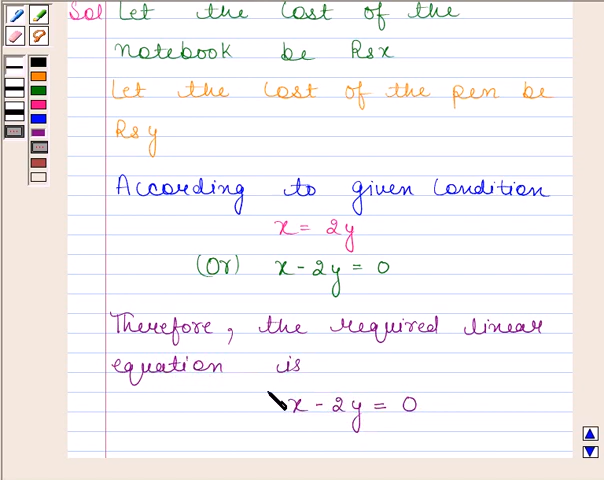 Sol Let the Cost of the
notebook be Rsx
Let the Cost of the pen be
Rs y
According to given Condition
x = 2y
(Or) x - 2y = 0
Therefore, the required linear
equation is
x - 2y = 0